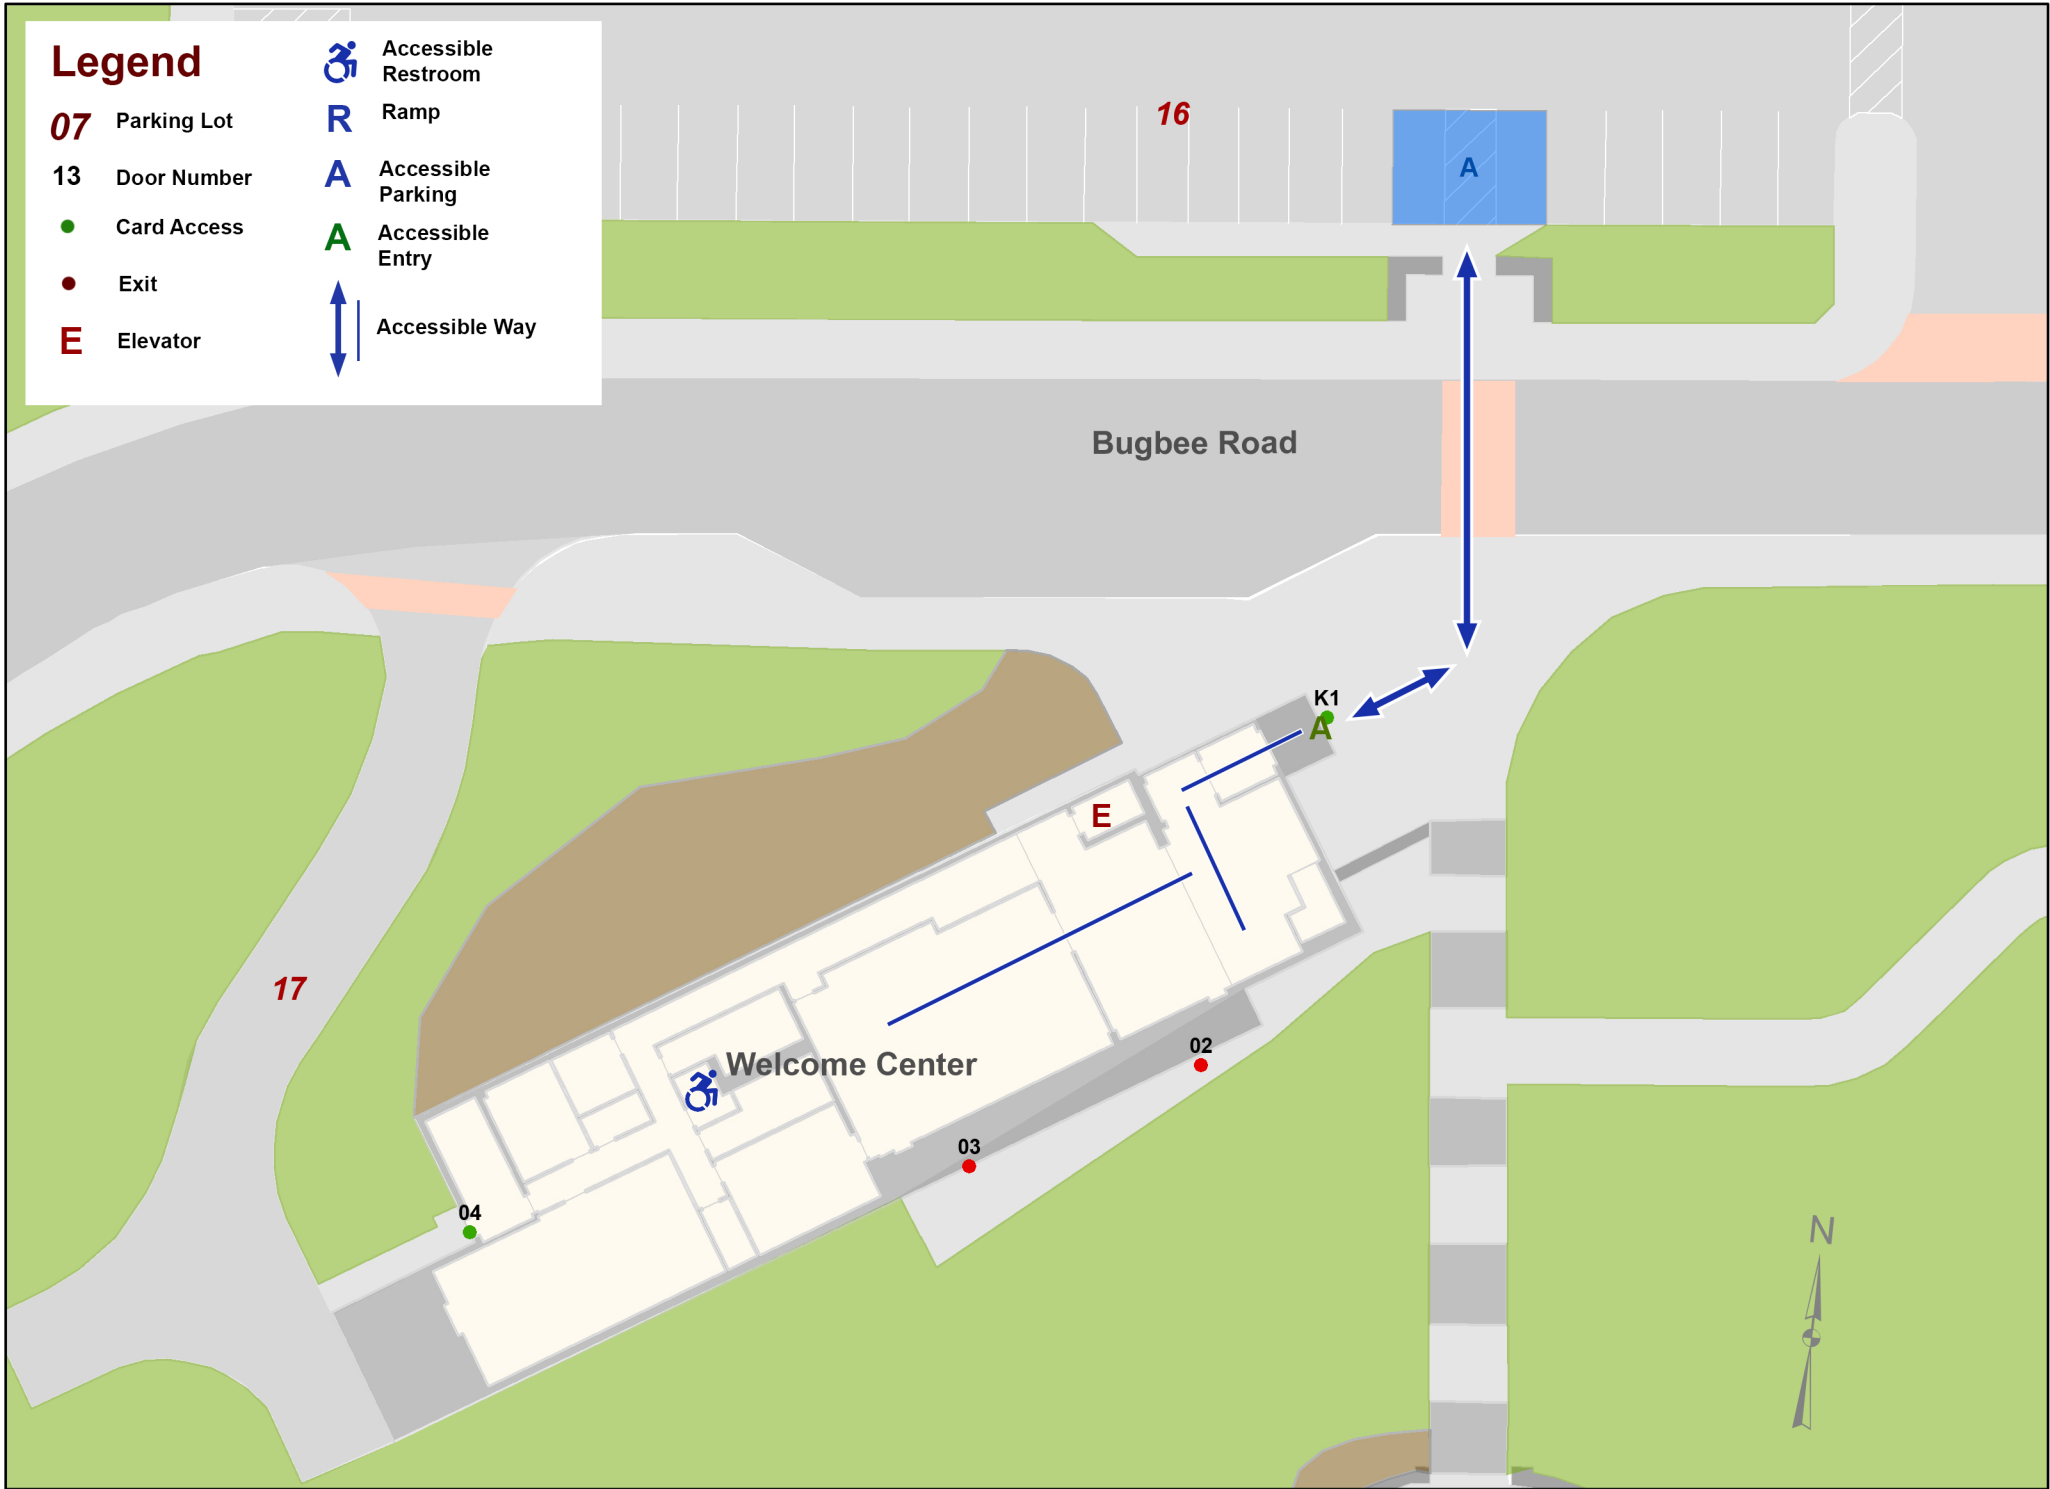 Legend
07 Parking Lot
13 Door Number
Card Access
Exit
E Elevator
Accessible
Restroom
R Ramp
A Accessible
Parking
A Accessible
Entry
Accessible Way
16
A
Bugbee Road
K1
A
E
17
Welcome Center
02
03
04
N